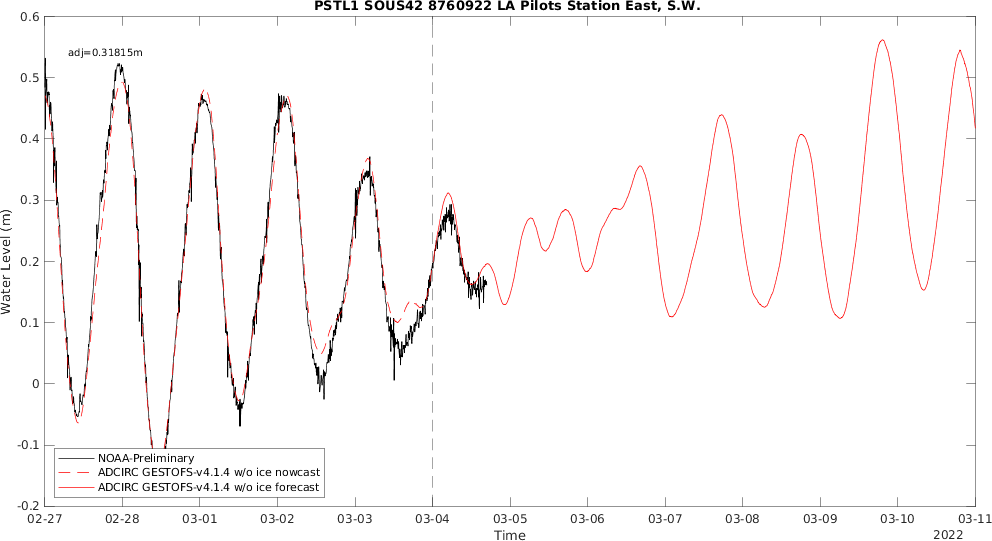 PSTL1 SOUS42 8760922 LA Pilots Station East, S.W.
adj=0.31815m
Water Level (m)
0.6
0.5
0.4
0.3
0.2
0.1
0
-0.1
-0.2
NOAA-Preliminary
ADCIRC GESTOFS-v4.1.4 w/o ice nowcast
ADCIRC GESTOFS-v4.1.4 w/o ice forecast
02-27 02-28 03-01 03-02 03-03 03-04 03-05 03-06 03-07 03-08 03-09 03-10 03-11
Time
2022